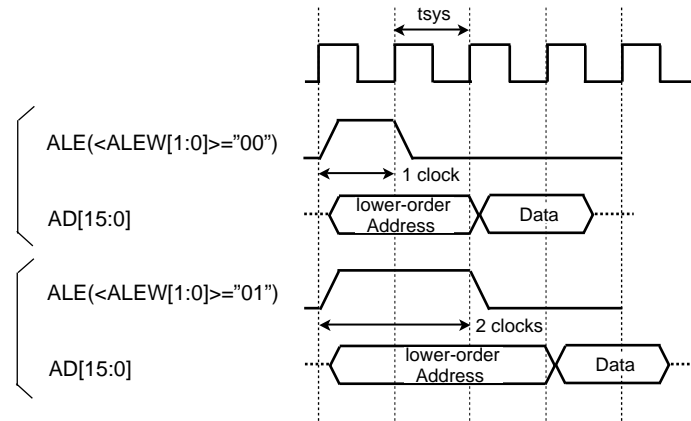 tsys
ALE(<ALEW[1:0]>=”00”)
1 clock
AD[15:0]
lower-order
Address
Data
ALE(<ALEW[1:0]>=”01”)
2 clocks
AD[15:0]
lower-order
Address
Data